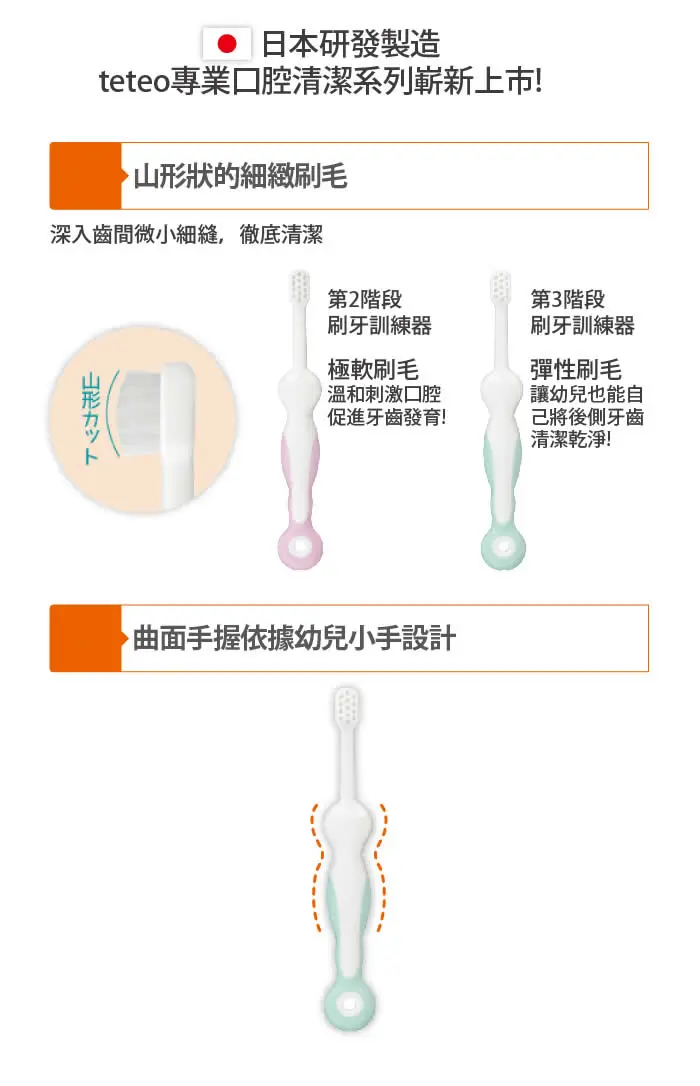 日本研發製造
teteo專業口腔清潔系列嶄新上市!
山形狀的細緻刷毛
深入齒間微小細縫，徹底清潔
山形カット
第2階段
刷牙訓練器
極軟刷毛
溫和刺激口腔
促進牙齒發育!
第3階段
刷牙訓練器
彈性刷毛
讓幼兒也能自
己將後側牙齒
清潔乾淨!
曲面手握依據幼兒小手設計